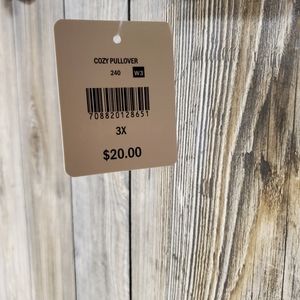 COZY PULLOVER
240 W3
708820128651
3X
$20.00